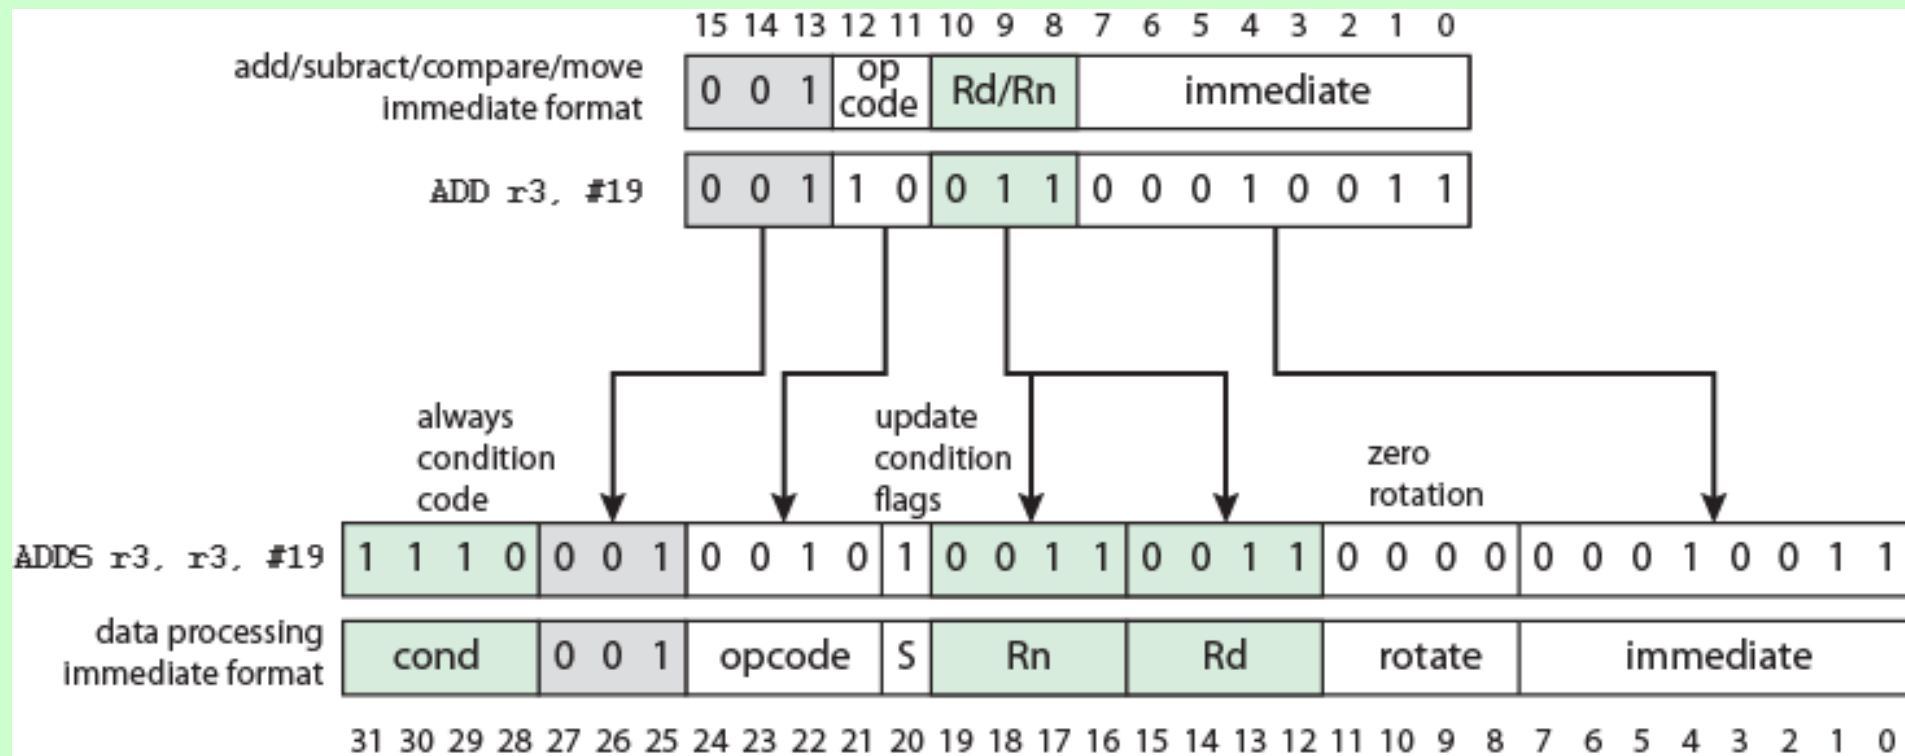 15 14 13 12 11 10 9 8 7 6 5 4 3 2 1 0
add/subract/compare/move
immediate format
0 0 1 op code Rd/Rn immediate
ADD r3, #19 0 0 1 1 0 0 1 1 0 0 0 1 0 0 1 1
always
condition
code
update
condition
flags
zero
rotation
ADDS r3, r3, #19 1 1 1 0 0 0 1 0 0 1 0 1 0 0 1 1 0 0 1 1 0 0 0 0 0 0 0 1 0 0 1 1
data processing
immediate format
cond 0 0 1 opcode S Rn Rd rotate immediate
31 30 29 28 27 26 25 24 23 22 21 20 19 18 17 16 15 14 13 12 11 10 9 8 7 6 5 4 3 2 1 0